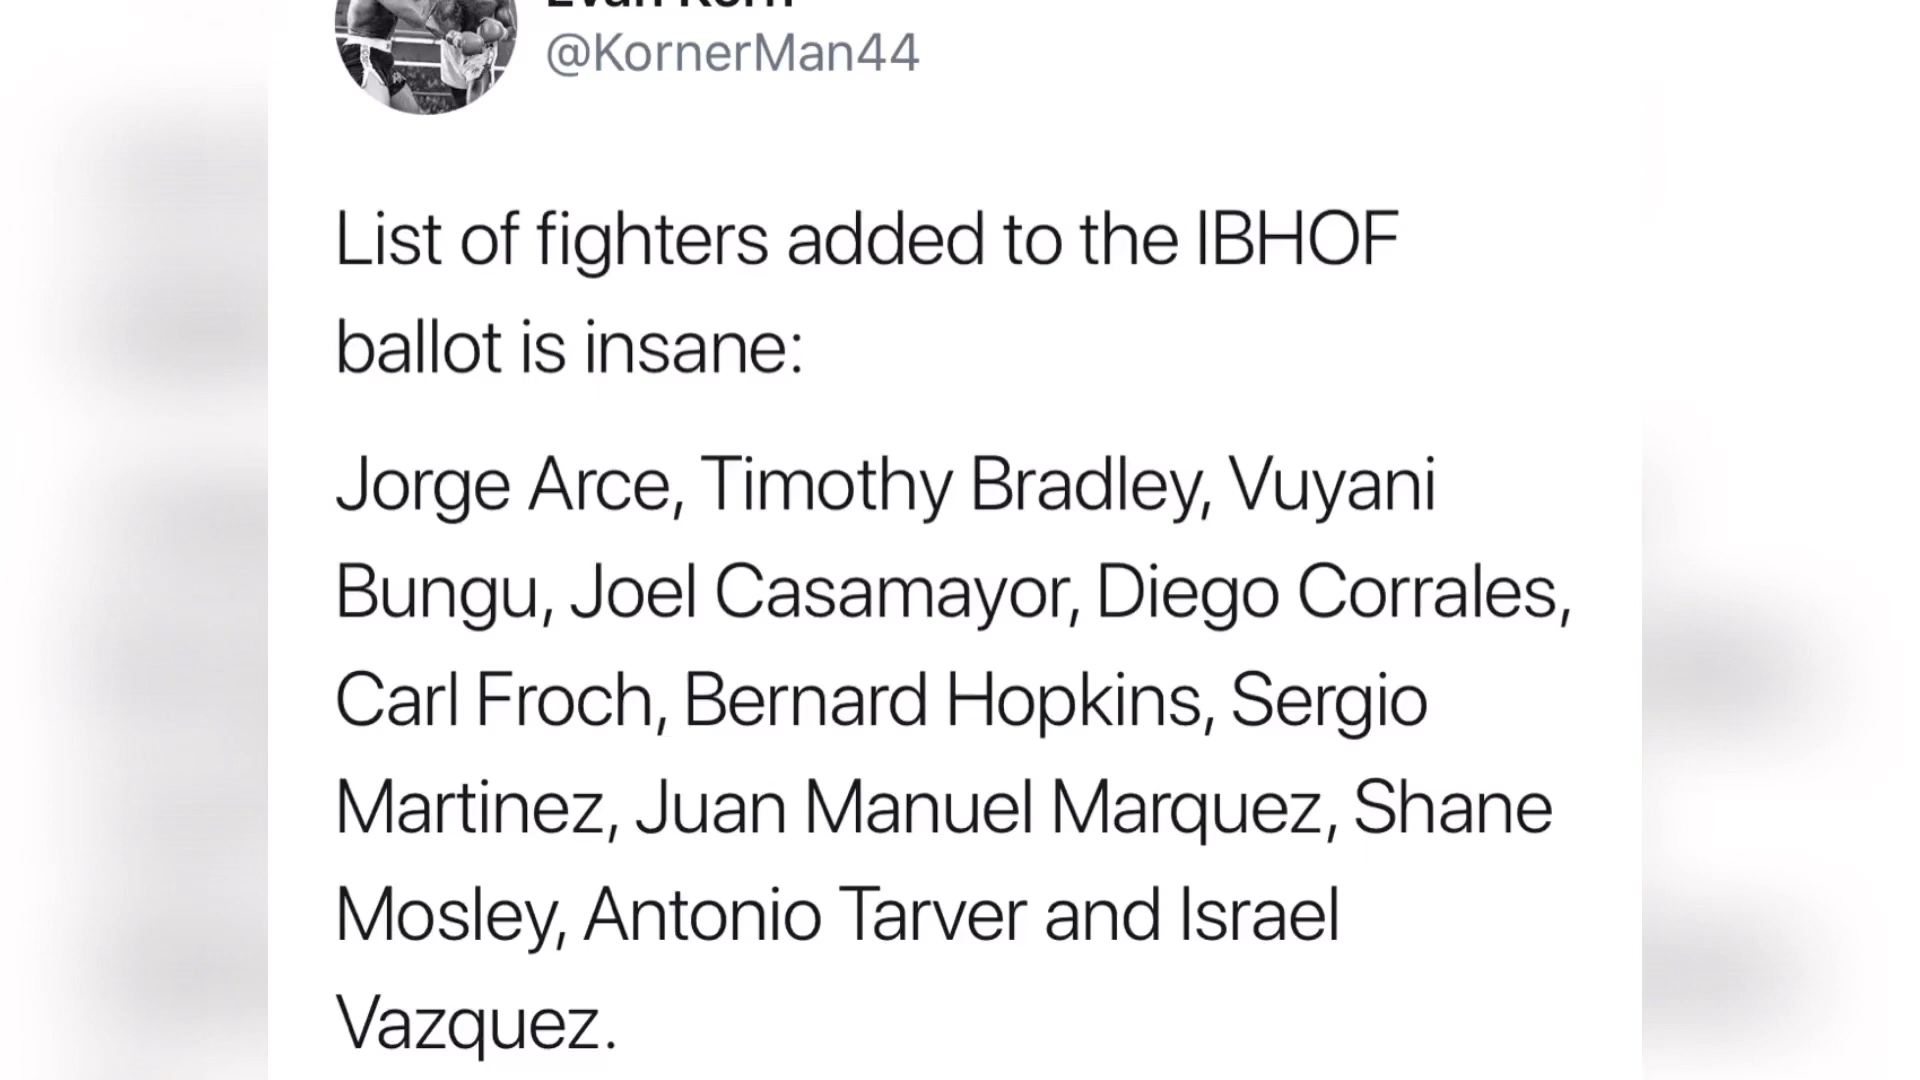 @KornerMan44
List of fighters added to the IBHOF
ballot is insane:
Jorge Arce, Timothy Bradley, Vuyani
Bungu, Joel Casamayor, Diego Corrales,
Carl Froch, Bernard Hopkins, Sergio
Martinez, Juan Manuel Marquez, Shane
Mosley, Antonio Tarver and Israel
Vazquez.